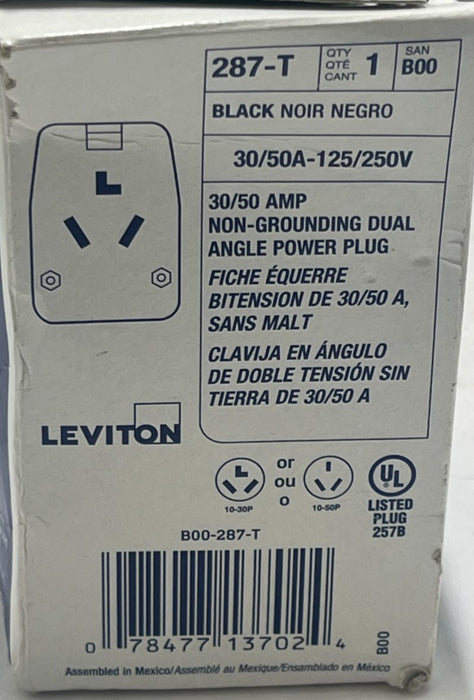 287-T
QTY
QTÉ
CANT
1
SAN
B00
BLACK NOIR NEGRO
30/50A-125/250V
30/50 AMP
NON-GROUNDING DUAL
ANGLE POWER PLUG
FICHE ÉQUERRE
BITENSION DE 30/50 A,
SANS MALT
CLAVIJA EN ÁNGULO
DE DOBLE TENSIÓN SIN
TIERRA DE 30/50 A
LEVITON
or
ou
o
10-30P
10-50P
UL
LISTED
PLUG
257B
B00-287-T
0 78477 13702 4
B00
Assembled in Mexico/Assemblé au Mexique/Ensamblado en México